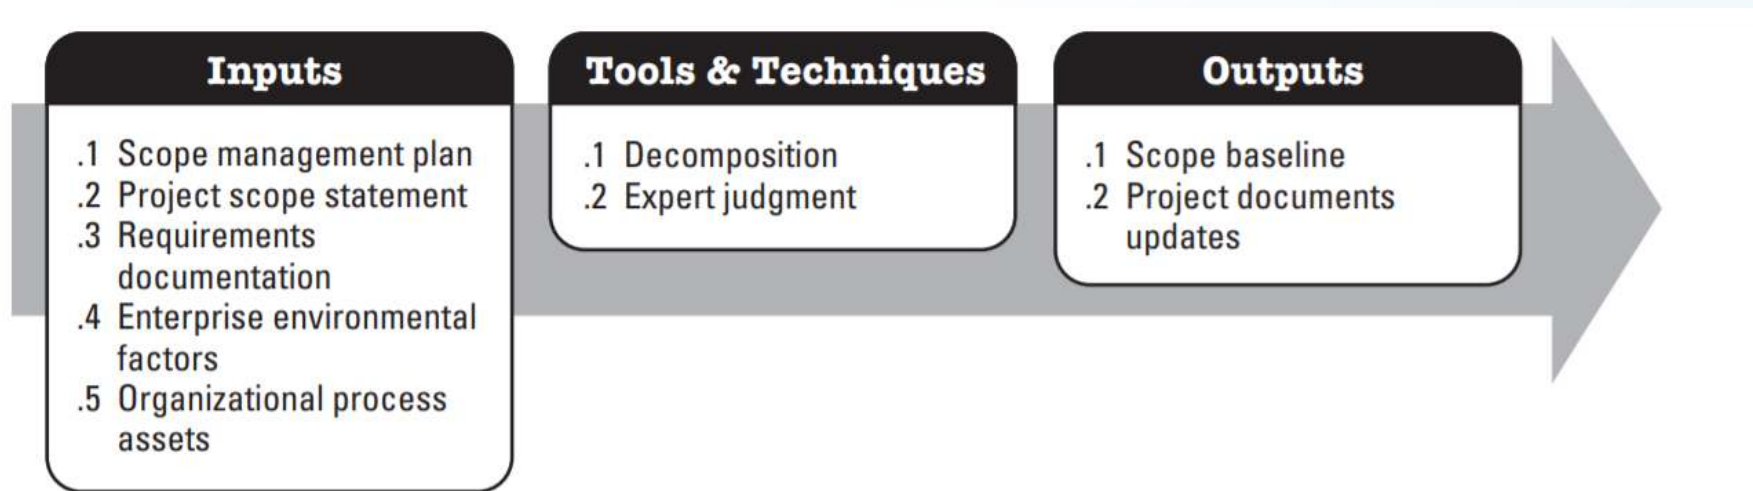 Inputs
.1 Scope management plan
.2 Project scope statement
.3 Requirements
documentation
.4 Enterprise environmental
factors
.5 Organizational process
assets
Tools & Techniques
.1 Decomposition
.2 Expert judgment
Outputs
.1 Scope baseline
.2 Project documents
updates